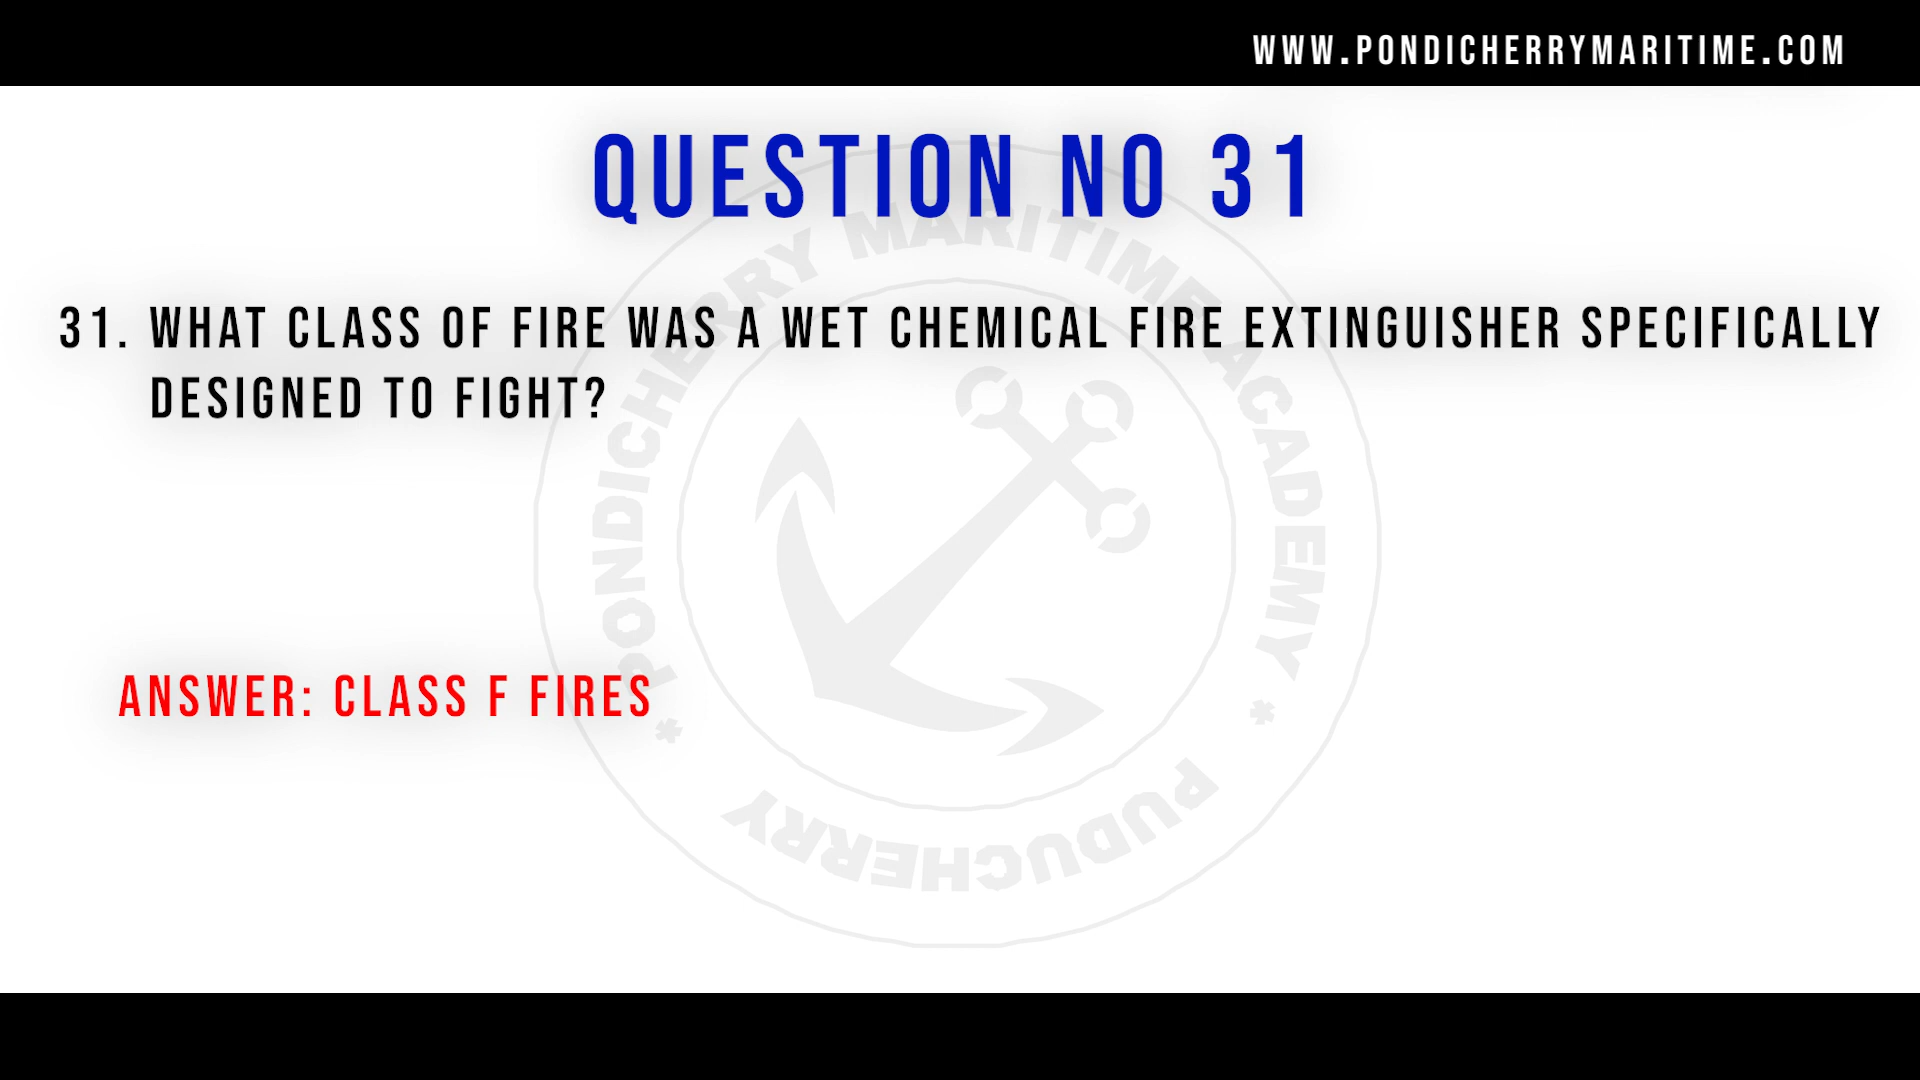 WWW.PONDICHERRYMARITIME.COM
QUESTION NO 31
31. WHAT CLASS OF FIRE WAS A WET CHEMICAL FIRE EXTINGUISHER SPECIFICALLY
DESIGNED TO FIGHT?
ANSWER: CLASS F FIRES
* PONDICHERRY MARITIME ACADEMY *
PUDUCHERRY